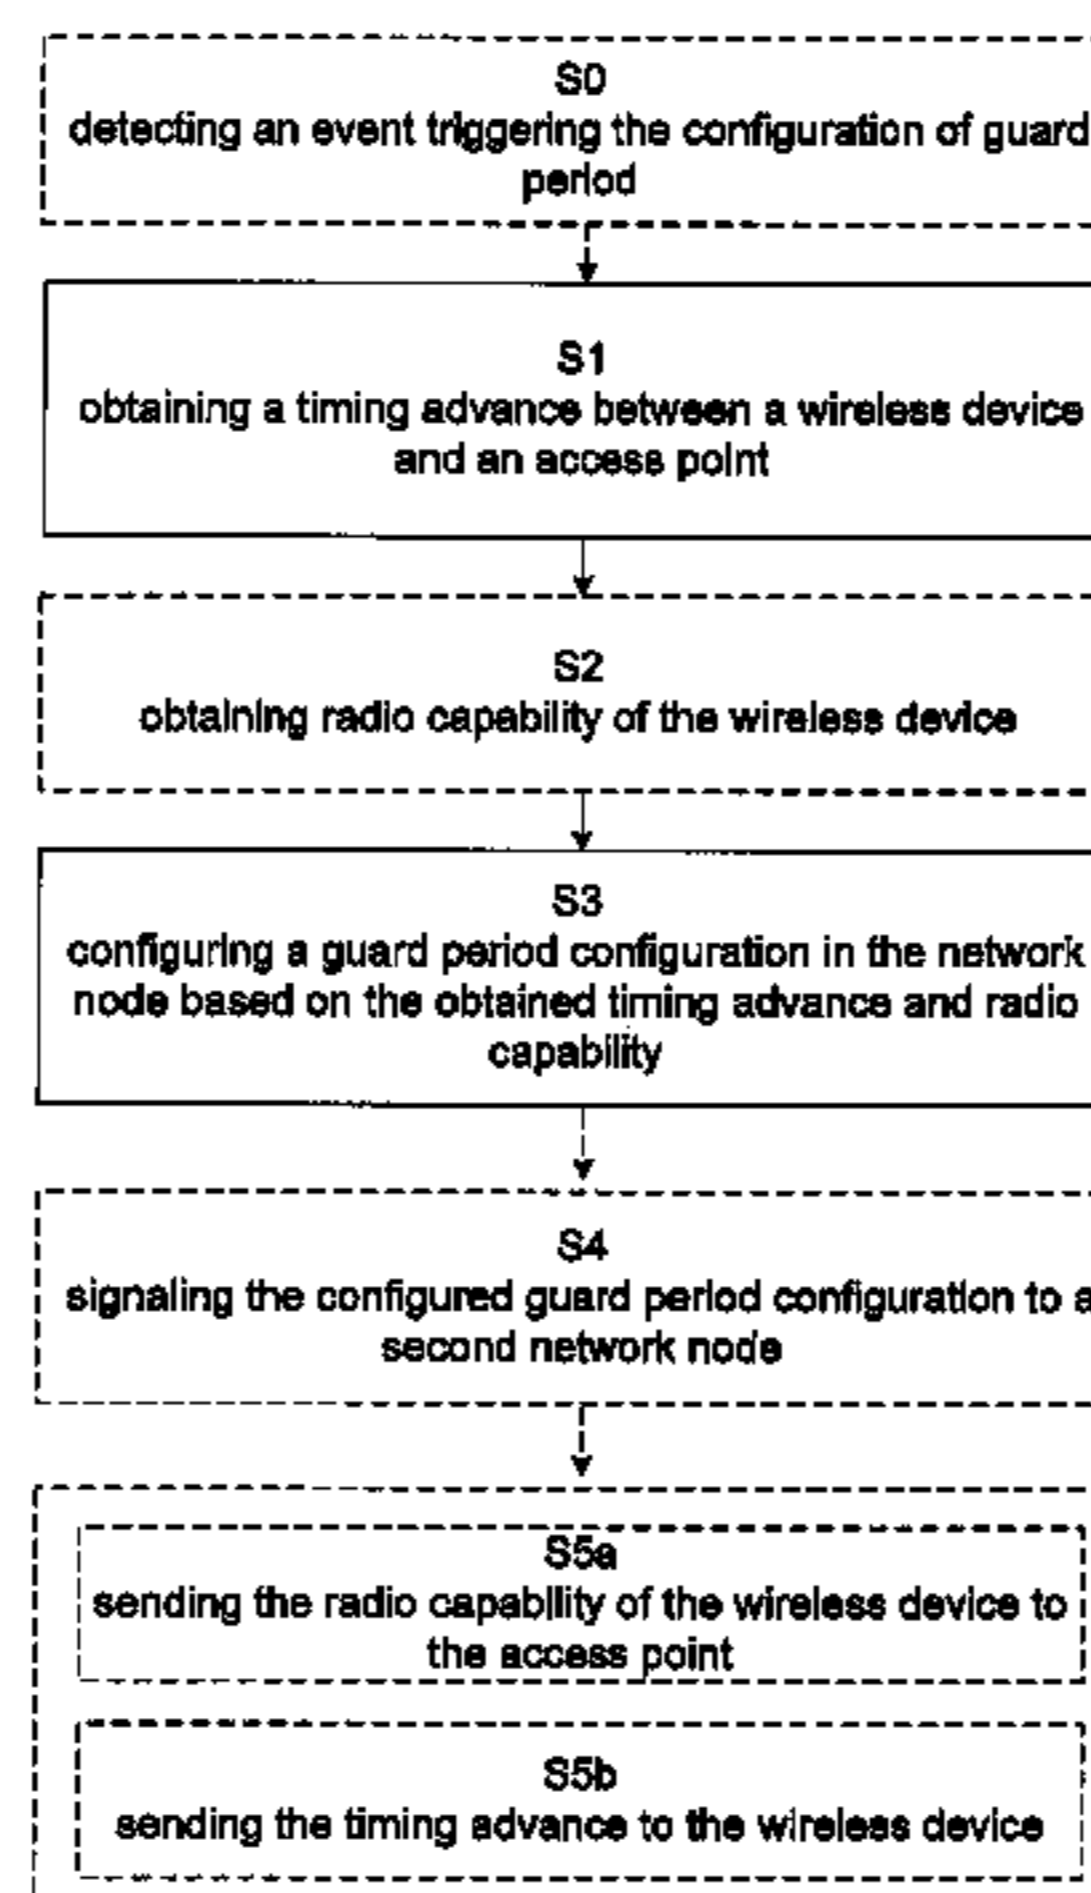 S0
detecting an event triggering the configuration of guard
period
S1
obtaining a timing advance between a wireless device
and an access point
S2
obtaining radio capability of the wireless device
S3
configuring a guard period configuration in the network
node based on the obtained timing advance and radio
capability
S4
signaling the configured guard period configuration to a
second network node
S5a
sending the radio capability of the wireless device to
the access point
S5b
sending the timing advance to the wireless device